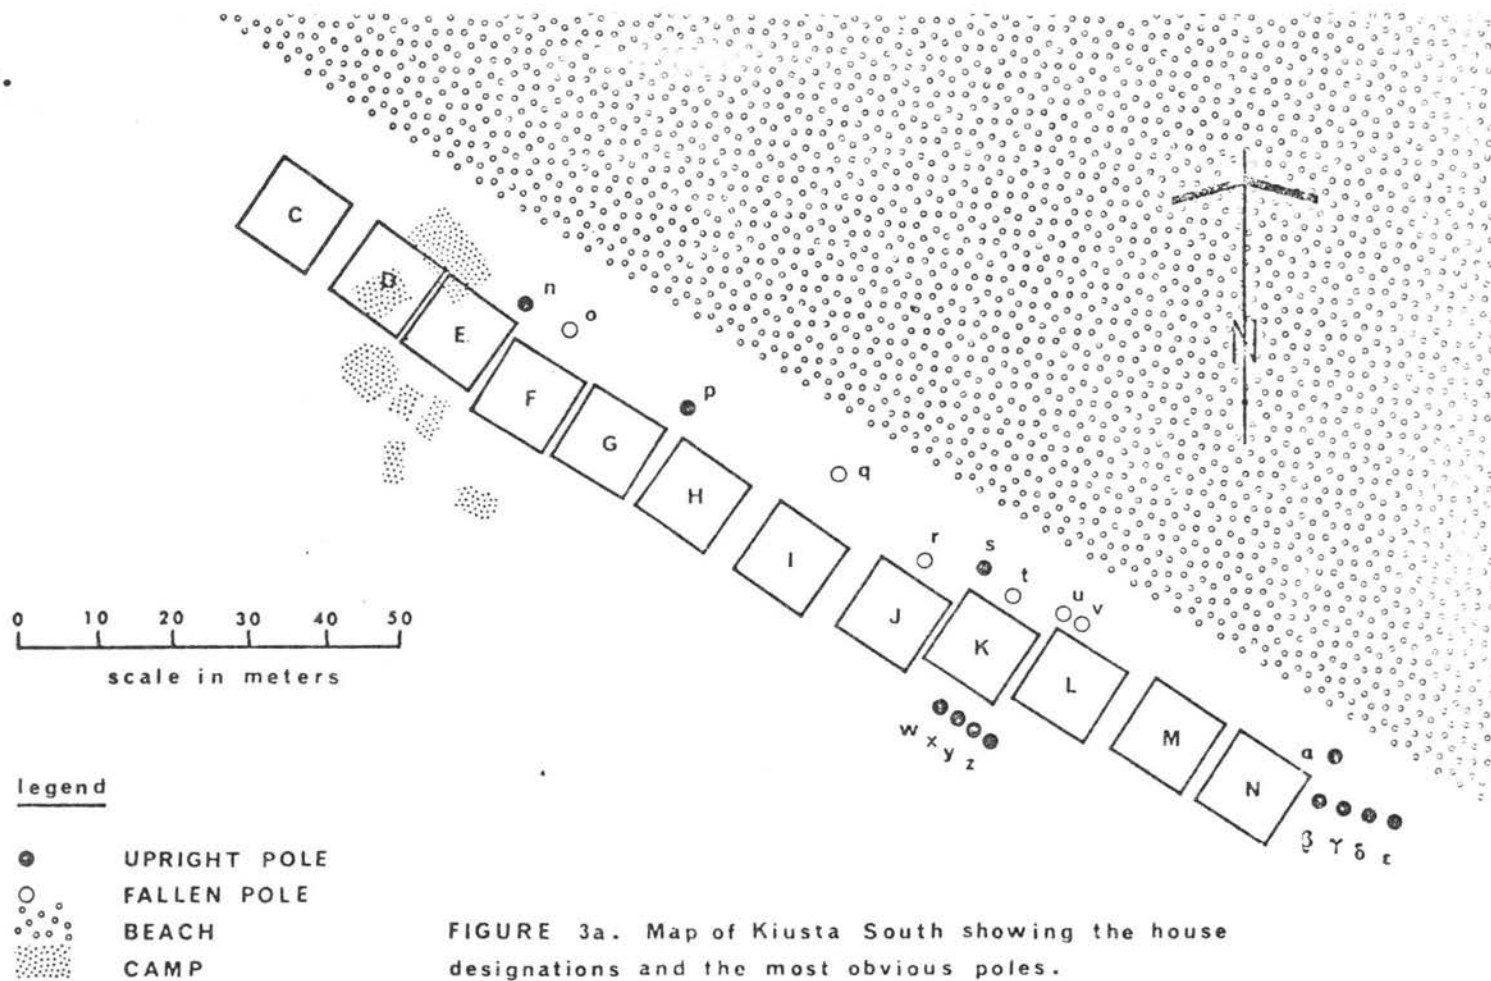 C
D
E
n
o
F
G
p
H
q
I
r
s
t
u
v
J
K
L
w
x
y
z
M
N
α
β
γ
δ
ε
N
0 10 20 30 40 50
scale in meters
legend
UPRIGHT POLE
FALLEN POLE
BEACH
CAMP
FIGURE 3a. Map of Kiusta South showing the house
designations and the most obvious poles.